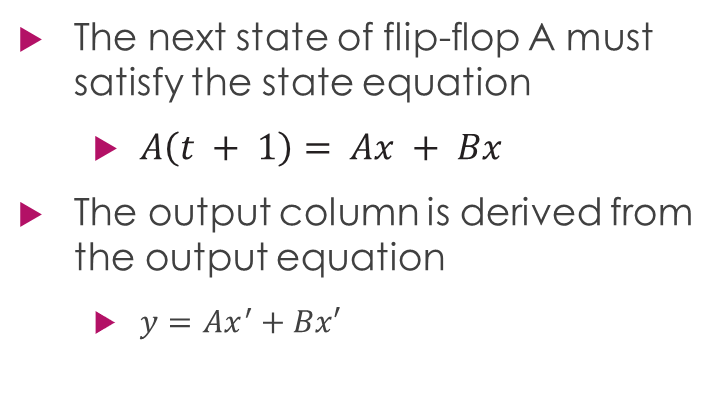 The next state of flip-flop A must
satisfy the state equation
A(t + 1) = Ax + Bx
The output column is derived from
the output equation
y = Ax′ + Bx′